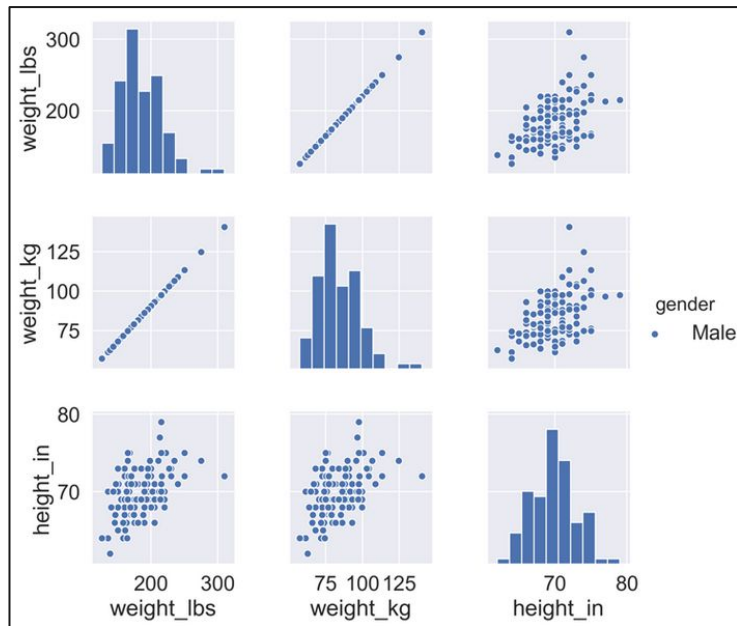 weight_lbs
300
200
weight_kg
125
100
75
gender
Male
height_in
80
70
200 300
75 100 125
70 80
weight_lbs
weight_kg
height_in